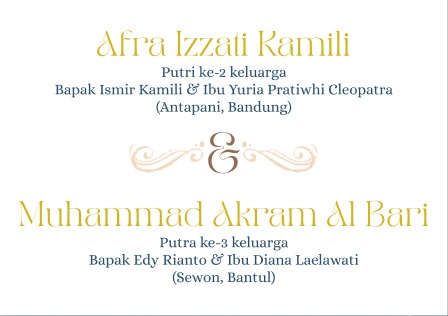 Afra Izzati Kamili
Putri ke-2 keluarga
Bapak Ismir Kamili & Ibu Yuria Pratiwhi Cleopatra
(Antapani, Bandung)
&
Muhammad Akram Al Bari
Putra ke-3 keluarga
Bapak Edy Rianto & Ibu Diana Laelawati
(Sewon, Bantul)